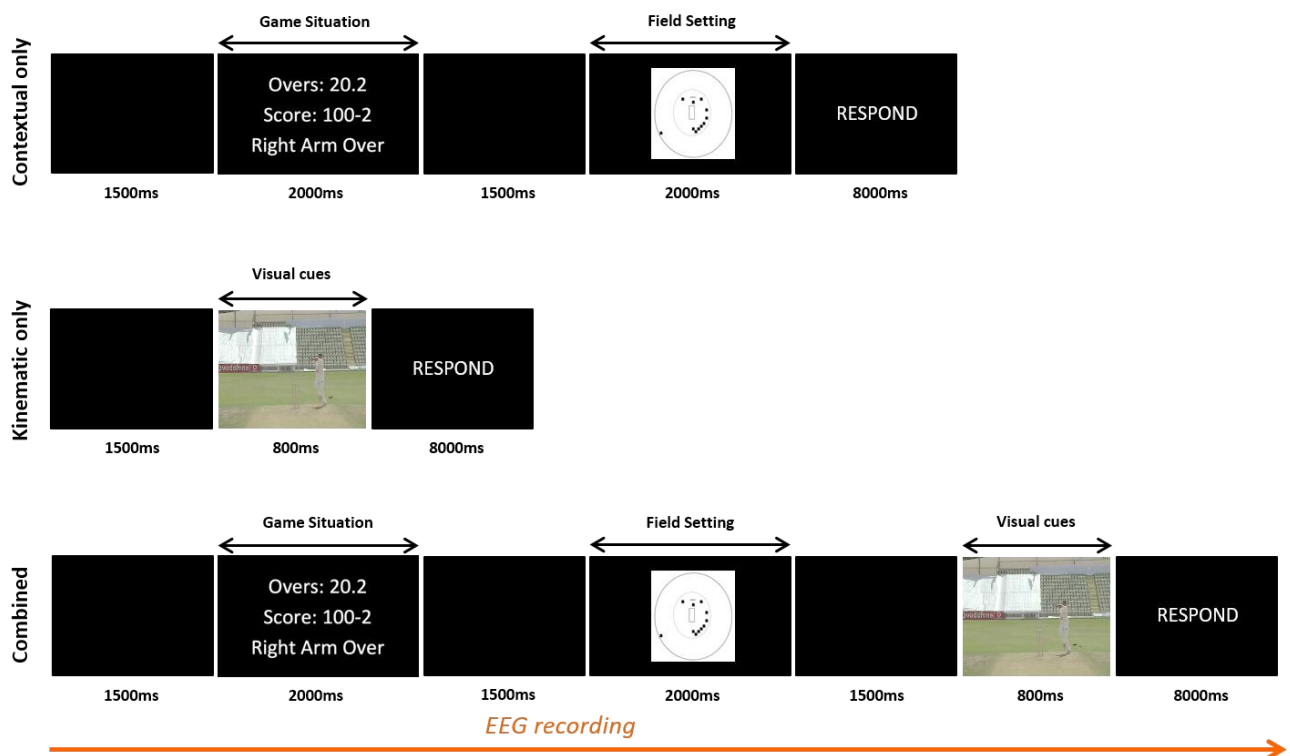 Game Situation
Field Setting
Contextual only
Overs: 20.2
Score: 100-2
Right Arm Over
RESPOND
1500ms
2000ms
1500ms
2000ms
8000ms
Visual cues
Kinematic only
vodafone
RESPOND
1500ms
800ms
8000ms
Game Situation
Field Setting
Visual cues
Combined
Overs: 20.2
Score: 100-2
Right Arm Over
RESPOND
1500ms
2000ms
1500ms
2000ms
1500ms
800ms
8000ms
EEG recording